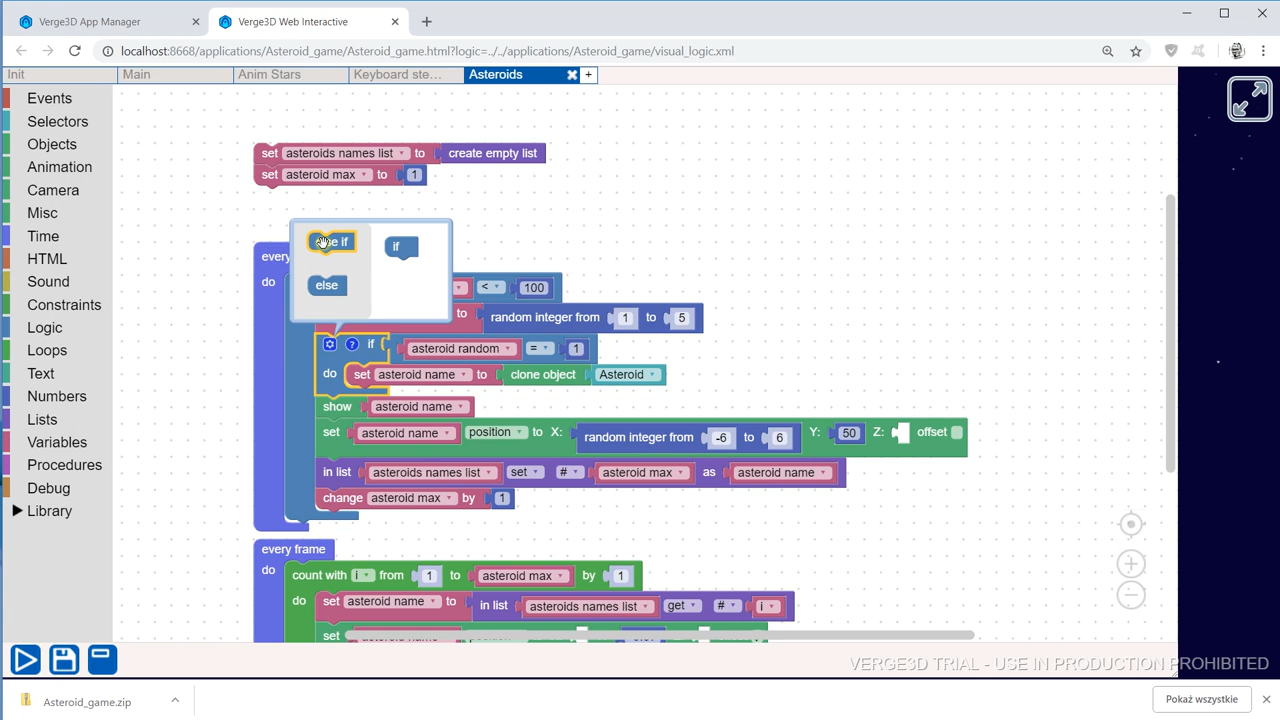 Verge3D App Manager
Verge3D Web Interactive
localhost:8668/applications/Asteroid_game/Asteroid_game.html?logic=../../applications/Asteroid_game/visual_logic.xml
Init
Main
Anim Stars
Keyboard ste...
Asteroids
+
Events
Selectors
Objects
Animation
Camera
Misc
Time
HTML
Sound
Constraints
Logic
Loops
Text
Numbers
Lists
Variables
Procedures
Debug
Library
set asteroids names list to create empty list
set asteroid max to 1
if
if
else
every
do
< 100
to random integer from 1 to 5
? if asteroid random = 1
do set asteroid name to clone object Asteroid
show asteroid name
set asteroid name position to X: random integer from -6 to 6 Y: 50 Z: offset
in list asteroids names list set # asteroid max as asteroid name
change asteroid max by 1
every frame
do
count with i from 1 to asteroid max by 1
do set asteroid name to in list asteroids names list get # i
set
VERGE3D TRIAL - USE IN PRODUCTION PROHIBITED
Asteroid_game.zip
Pokaż wszystkie